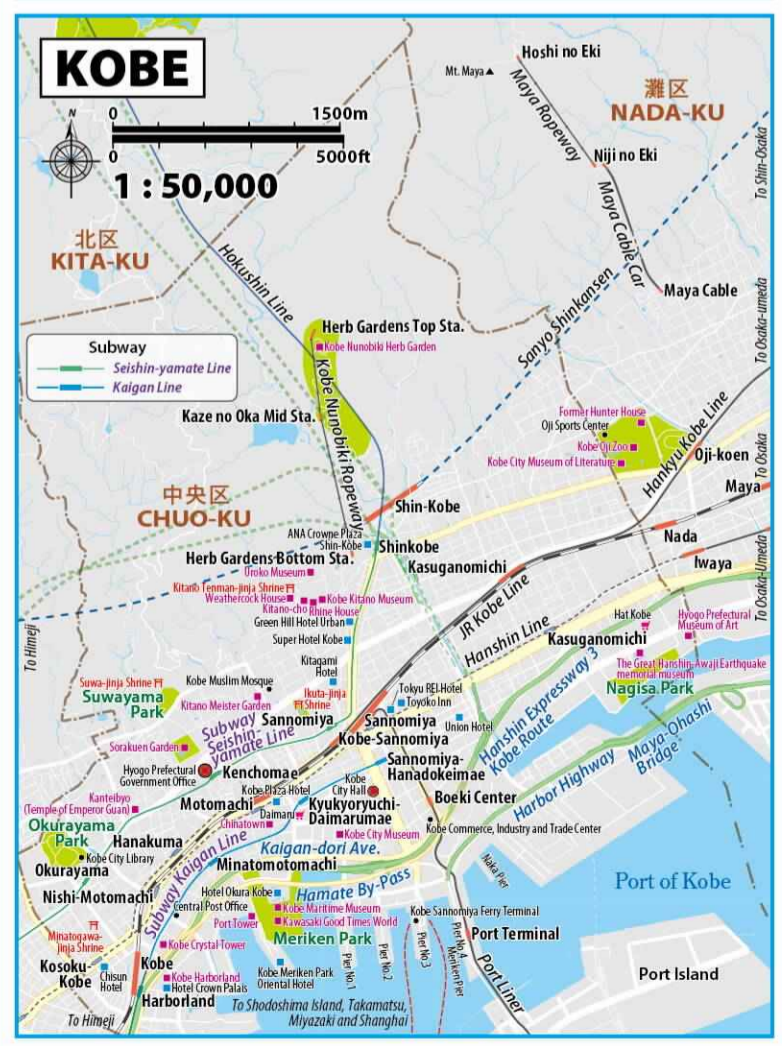 KOBE
N
0
1500m
0
5000ft
1 : 50,000
Hoshi no Eki
Mt. Maya
Maya Ropeway
灘区
NADA-KU
Niji no Eki
Maya Cable Car
Maya Cable
To Shin-Osaka
北区
KITA-KU
Hokushin Line
Sanyo Shinkansen
To Osaka-umeda
Subway
Seishin-yamate Line
Kaigan Line
Herb Gardens Top Sta.
Kobe Nunobiki Herb Garden
Kobe Nunobiki Ropeway
Kaze no Oka Mid Sta.
Former Hunter House
Oji Sports Center
Kobe Oji Zoo
Kobe City Museum of Literature
Hankyu Kobe Line
Oji-koen
To Osaka
Maya
中央区
CHUO-KU
Shin-Kobe
ANA Crowne Plaza
Shin-Kobe
Shinkobe
Nada
Iwaya
To Osaka-Umeda
Herb Gardens Bottom Sta.
Kasuganomichi
Uroko Museum
Kitano Tenman-jinja Shrine
Weathercock House
Kobe Kitano Museum
Kitano-cho
Rhine House
Green Hill Hotel Urban
Super Hotel Kobe
JR Kobe Line
Hanshin Line
Hat Kobe
Hyogo Prefectural
Museum of Art
Kasuganomichi
The Great Hanshin-Awaji Earthquake
memorial museum
Nagisa Park
To Himeji
Kitagami
Hotel
Suwa-jinja Shrine
Kobe Muslim Mosque
Suwayama
Park
Kitano Meister Garden
Ikuta-jinja
Shrine
Tokyu REI-Hotel
Toyoko Inn
Union Hotel
Hanshin Expressway 3
Kobe Route
Subway
Seishin-
yamate Line
Sannomiya
Sannomiya
Kobe-Sannomiya
Sorakuen Garden
Sannomiya-
Hanadokeimae
Harbor Highway
Maya-Ohashi
Bridge
Hyogo Prefectural
Government Office
Kenchomae
Kobe
City Hall
Kobe Plaza Hotel
Kanteibyo
(Temple of Emperor Guan)
Motomachi
Daimaru
Kyukyoryuchi-
Daimarumae
Boeki Center
Chinatown
Kobe City Museum
Kobe Commerce, Industry and Trade Center
Okurayama
Park
Hanakuma
Kobe City Library
Okurayama
Subway Kaigan Line
Kaigan-dori Ave.
Minatomotomachi
Naka Pier
Port of Kobe
Nishi-Motomachi
Hotel Okura Kobe
Hamate By-Pass
Central Post Office
Kobe Maritime Museum
Port Tower
Kawasaki Good Times World
Kobe Sannomiya Ferry Terminal
Minatogawa-
jinja Shrine
Meriken Park
Port Terminal
Kobe Crystal Tower
Kosoku-
Kobe
Chisun
Hotel
Kobe
Kobe Harborland
Hotel Crown Palais
Harborland
Kobe Meriken Park
Oriental Hotel
Pier No.1
Pier No.2
Pier No.3
Pier No.4
Meriken Pier
Port Liner
Port Island
To Shodoshima Island, Takamatsu,
Miyazaki and Shanghai
To Himeji